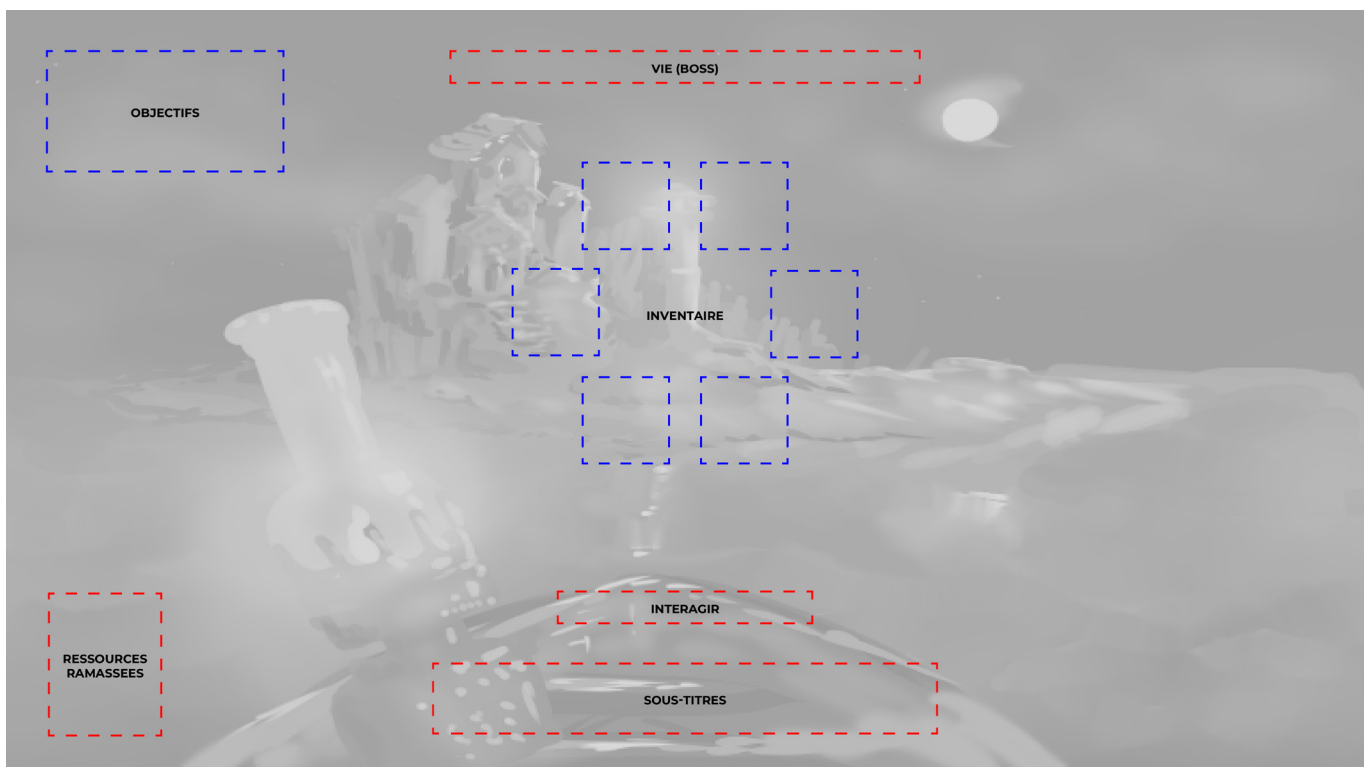 VIE (BOSS)
OBJECTIFS
INVENTAIRE
INTERAGIR
RESSOURCES
RAMASSEES
SOUS-TITRES